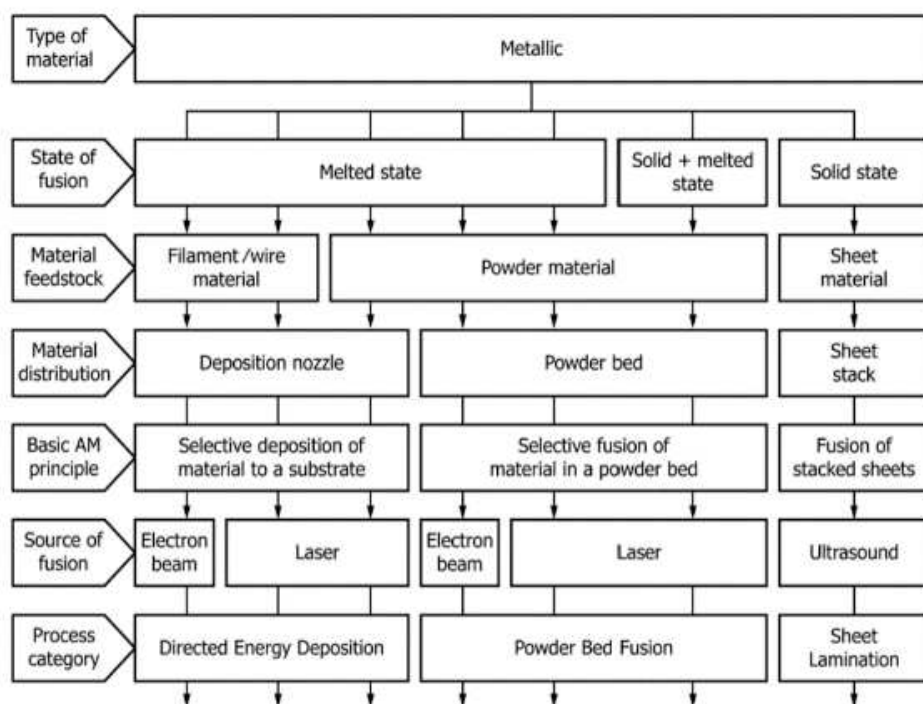 Type of
material
Metallic
State of
fusion
Melted state
Solid + melted
state
Solid state
Material
feedstock
Filament /wire
material
Powder material
Sheet
material
Material
distribution
Deposition nozzle
Powder bed
Sheet
stack
Basic AM
principle
Selective deposition of
material to a substrate
Selective fusion of
material in a powder bed
Fusion of
stacked sheets
Source of
fusion
Electron
beam
Laser
Electron
beam
Laser
Ultrasound
Process
category
Directed Energy Deposition
Powder Bed Fusion
Sheet
Lamination